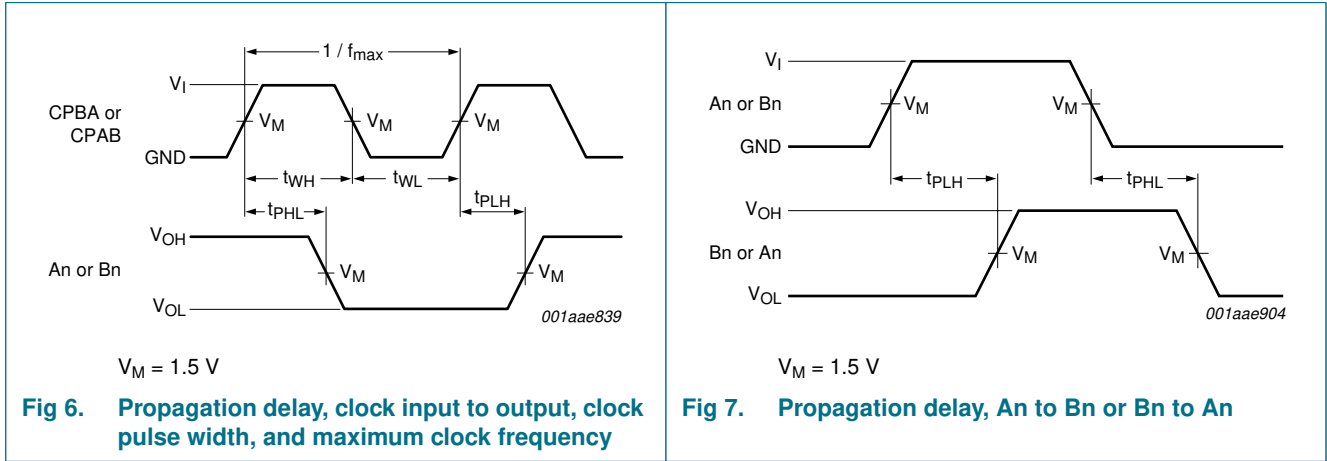 1 / fmax
VI
CPBA or
CPAB
VM
VM
VM
GND
tWH
tWL
tPHL
tPLH
VOH
An or Bn
VM
VM
VOL
001aae839
VM = 1.5 V
Fig 6. Propagation delay, clock input to output, clock
pulse width, and maximum clock frequency
VI
An or Bn
VM
VM
GND
tPLH
tPHL
VOH
Bn or An
VM
VM
VOL
001aae904
VM = 1.5 V
Fig 7. Propagation delay, An to Bn or Bn to An